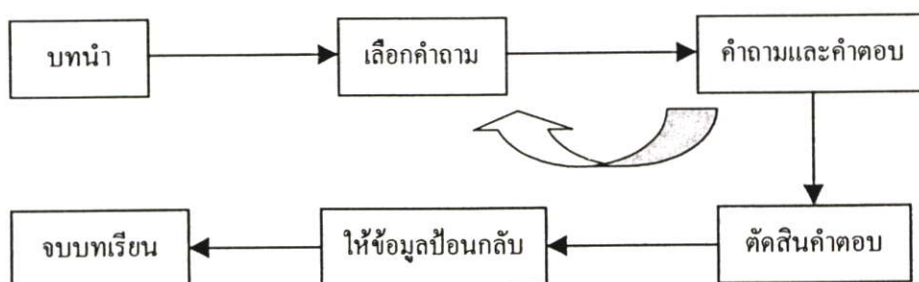 บทนำ
เลือกคำถาม
คำถามและคำตอบ
ตัดสินคำตอบ
ให้ข้อมูลป้อนกลับ
จบบทเรียน